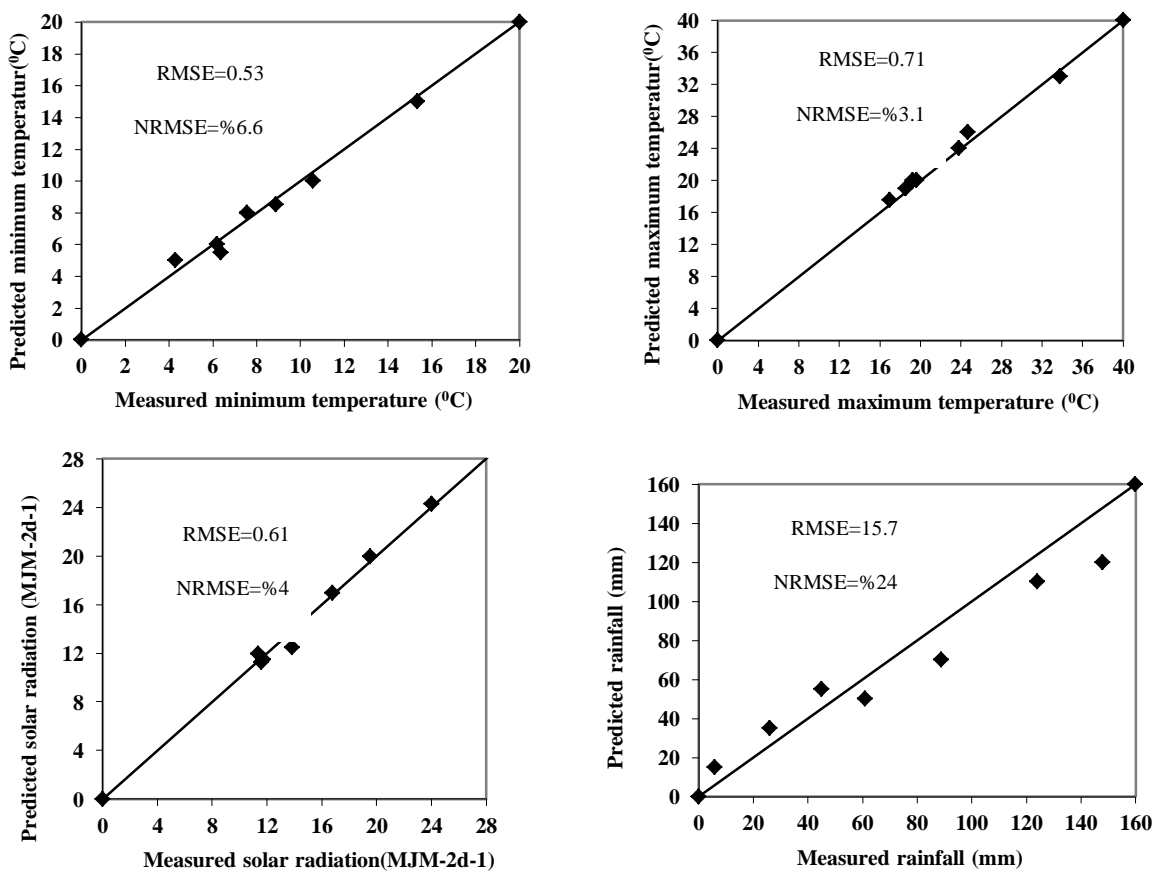 Predicted minimum temperatur(⁰C)
20
18
16
14
12
10
8
6
4
2
0
RMSE=0.53
NRMSE=%6.6
0 2 4 6 8 10 12 14 16 18 20
Measured minimum temperature (⁰C)
Predicted maximum temperatur(⁰C)
40
36
32
28
24
20
16
12
8
4
0
RMSE=0.71
NRMSE=%3.1
0 4 8 12 16 20 24 28 32 36 40
Measured maximum temperature (⁰C)
Predicted solar radiation (MJM-2d-1)
28
24
20
16
12
8
4
0
RMSE=0.61
NRMSE=%4
0 4 8 12 16 20 24 28
Measured solar radiation(MJM-2d-1)
Predicted rainfall (mm)
160
140
120
100
80
60
40
20
0
RMSE=15.7
NRMSE=%24
0 20 40 60 80 100 120 140 160
Measured rainfall (mm)